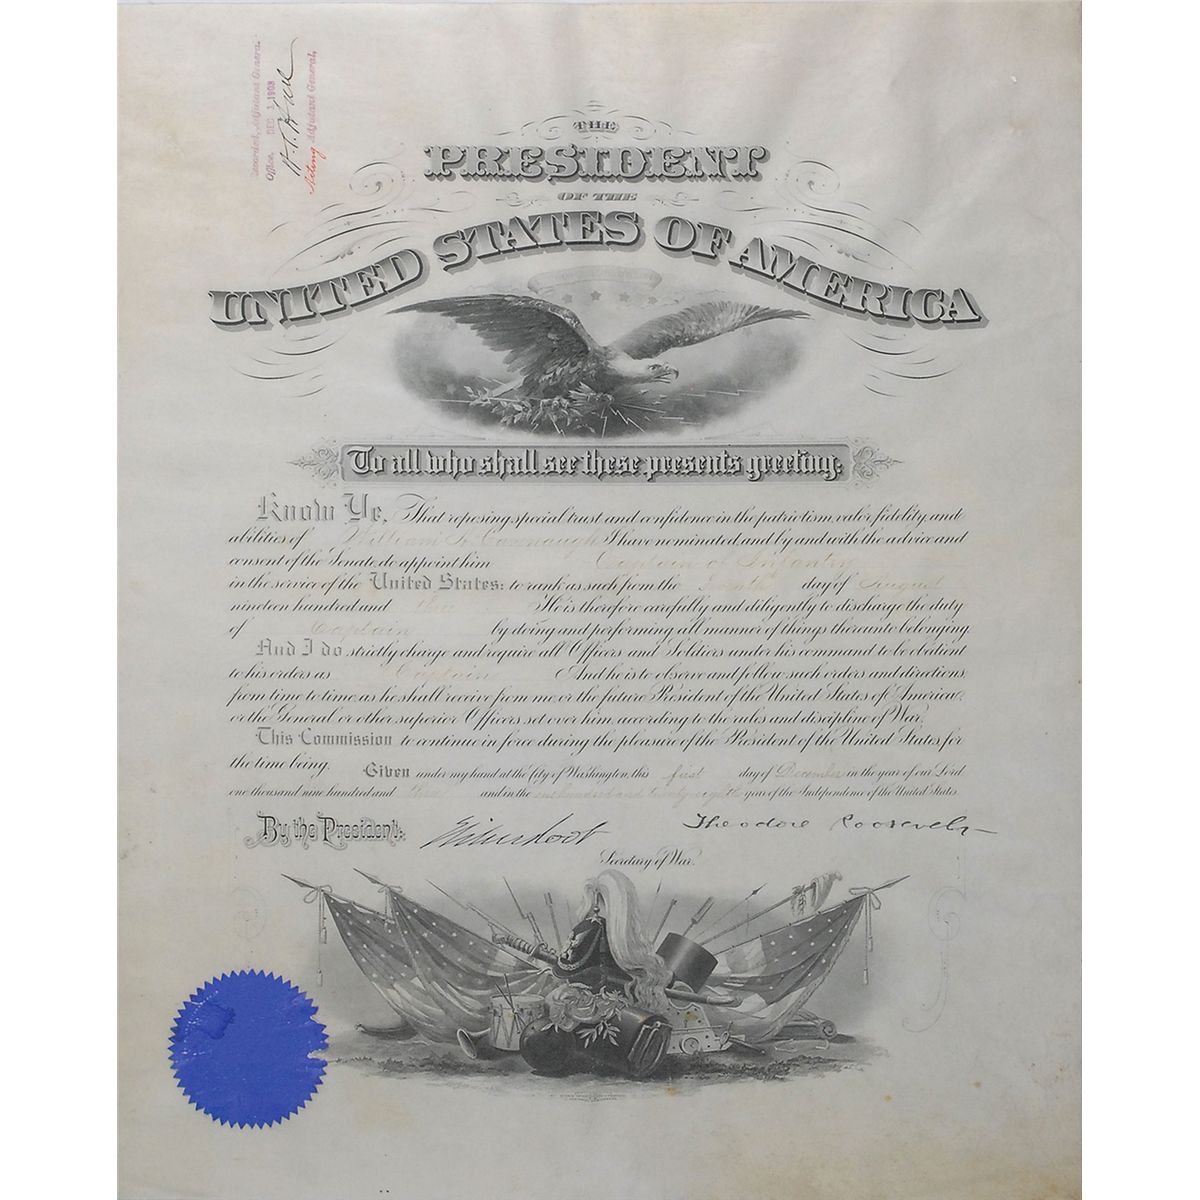 Recorded, Adjutant General's
Office, DEC 1 1903
Acting Adjutant General,
THE
PRESIDENT
OF THE
UNITED STATES OF AMERICA
To all who shall see these presents greeting:
Know Ye, That reposing special trust and confidence in the patriotism, valor, fidelity, and
abilities of William Cavanaugh I have nominated, and by and with the advice and
consent of the Senate, do appoint him Captain of Infantry
in the service of the United States: to rank as such from the day of August
nineteen hundred and three He is therefore carefully and diligently to discharge the duty
of Captain by doing and performing all manner of things thereunto belonging.
And I do strictly charge and require all Officers and Soldiers under his command to be obedient
to his orders as Captain And he is to observe and follow such orders and directions,
from time to time, as he shall receive from me, or the future President of the United States of America,
or the General or other superior Officers set over him, according to the rules and discipline of War.
This Commission to continue in force during the pleasure of the President of the United States, for
the time being. Given under my hand at the City of Washington, this first day of December in the year of our Lord
one thousand nine hundred and three and in the one hundred and twenty eighth year of the Independence of the United States.
By the President: Elihu Root Theodore Roosevelt
Secretary of War.